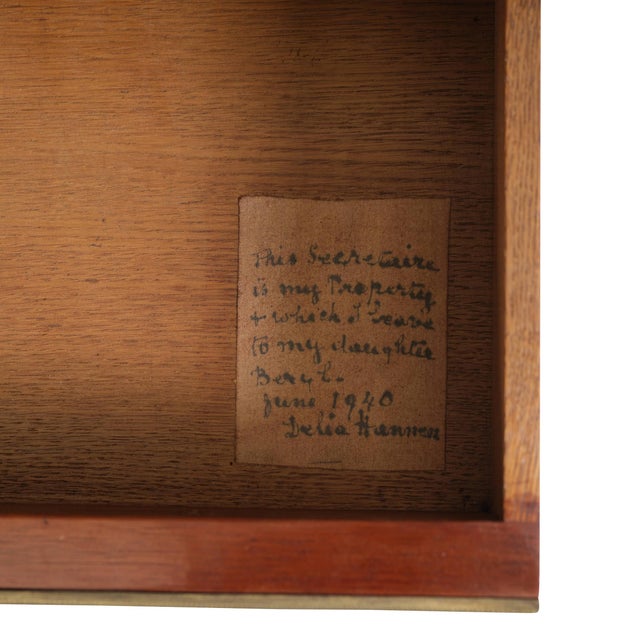 This Secretaire
is my Property
& which I leave
to my daughter
Beryl.
June 1940
Delia Hannen